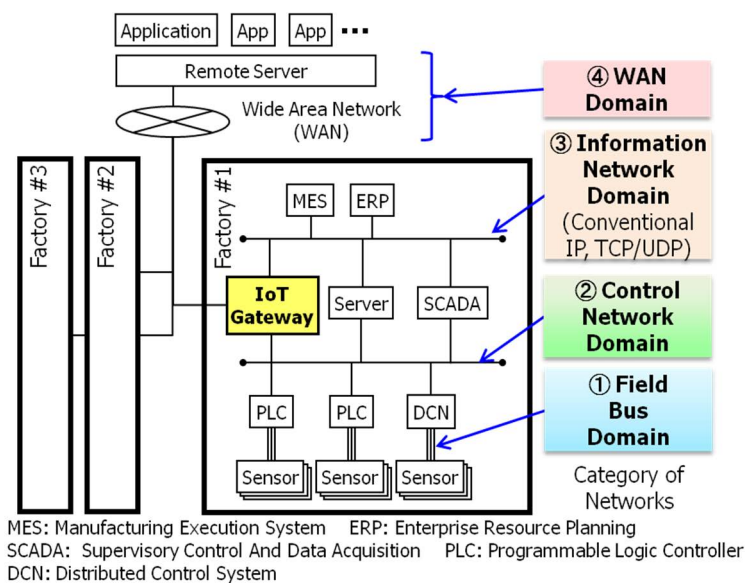 Application App App ...
Remote Server
Wide Area Network
(WAN)
④ WAN
Domain
③ Information
Network
Domain
(Conventional
IP, TCP/UDP)
② Control
Network
Domain
① Field
Bus
Domain
Category of
Networks
Factory #3
Factory #2
Factory #1
MES ERP
IoT
Gateway
Server
SCADA
PLC PLC DCN
Sensor Sensor Sensor
MES: Manufacturing Execution System ERP: Enterprise Resource Planning
SCADA: Supervisory Control And Data Acquisition PLC: Programmable Logic Controller
DCN: Distributed Control System